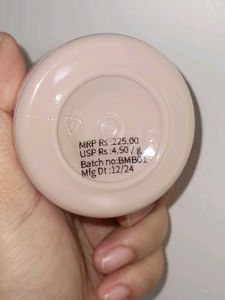 MRP Rs :225.00
USP Rs :4.50 / g
Batch no:BMB01
Mfg Dt :12/24